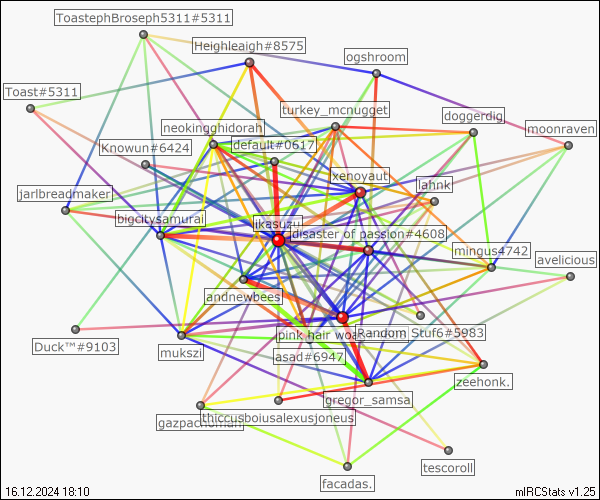 ToastephBroseph5311#5311
Heighleaigh#8575
ogshroom
Toast#5311
turkey_mcnugget
doggerdig
neokingghidorah
moonraven
Knowun#6424
default#0617
xenoyaut
lahnk
jarlbreadmaker
bigcitysamurai
ikasuzu
disaster of passion#4608
mingus4742
avelicious
andnewbees
Duck™#9103
mukszi
pink hair
Random Stuf6#5983
asad#6947
zeehonk.
gregor_samsa
thiccusboiusalexusjoneus
facadas.
tescoroll
16.12.2024 18:10
mIRCStats v1.25